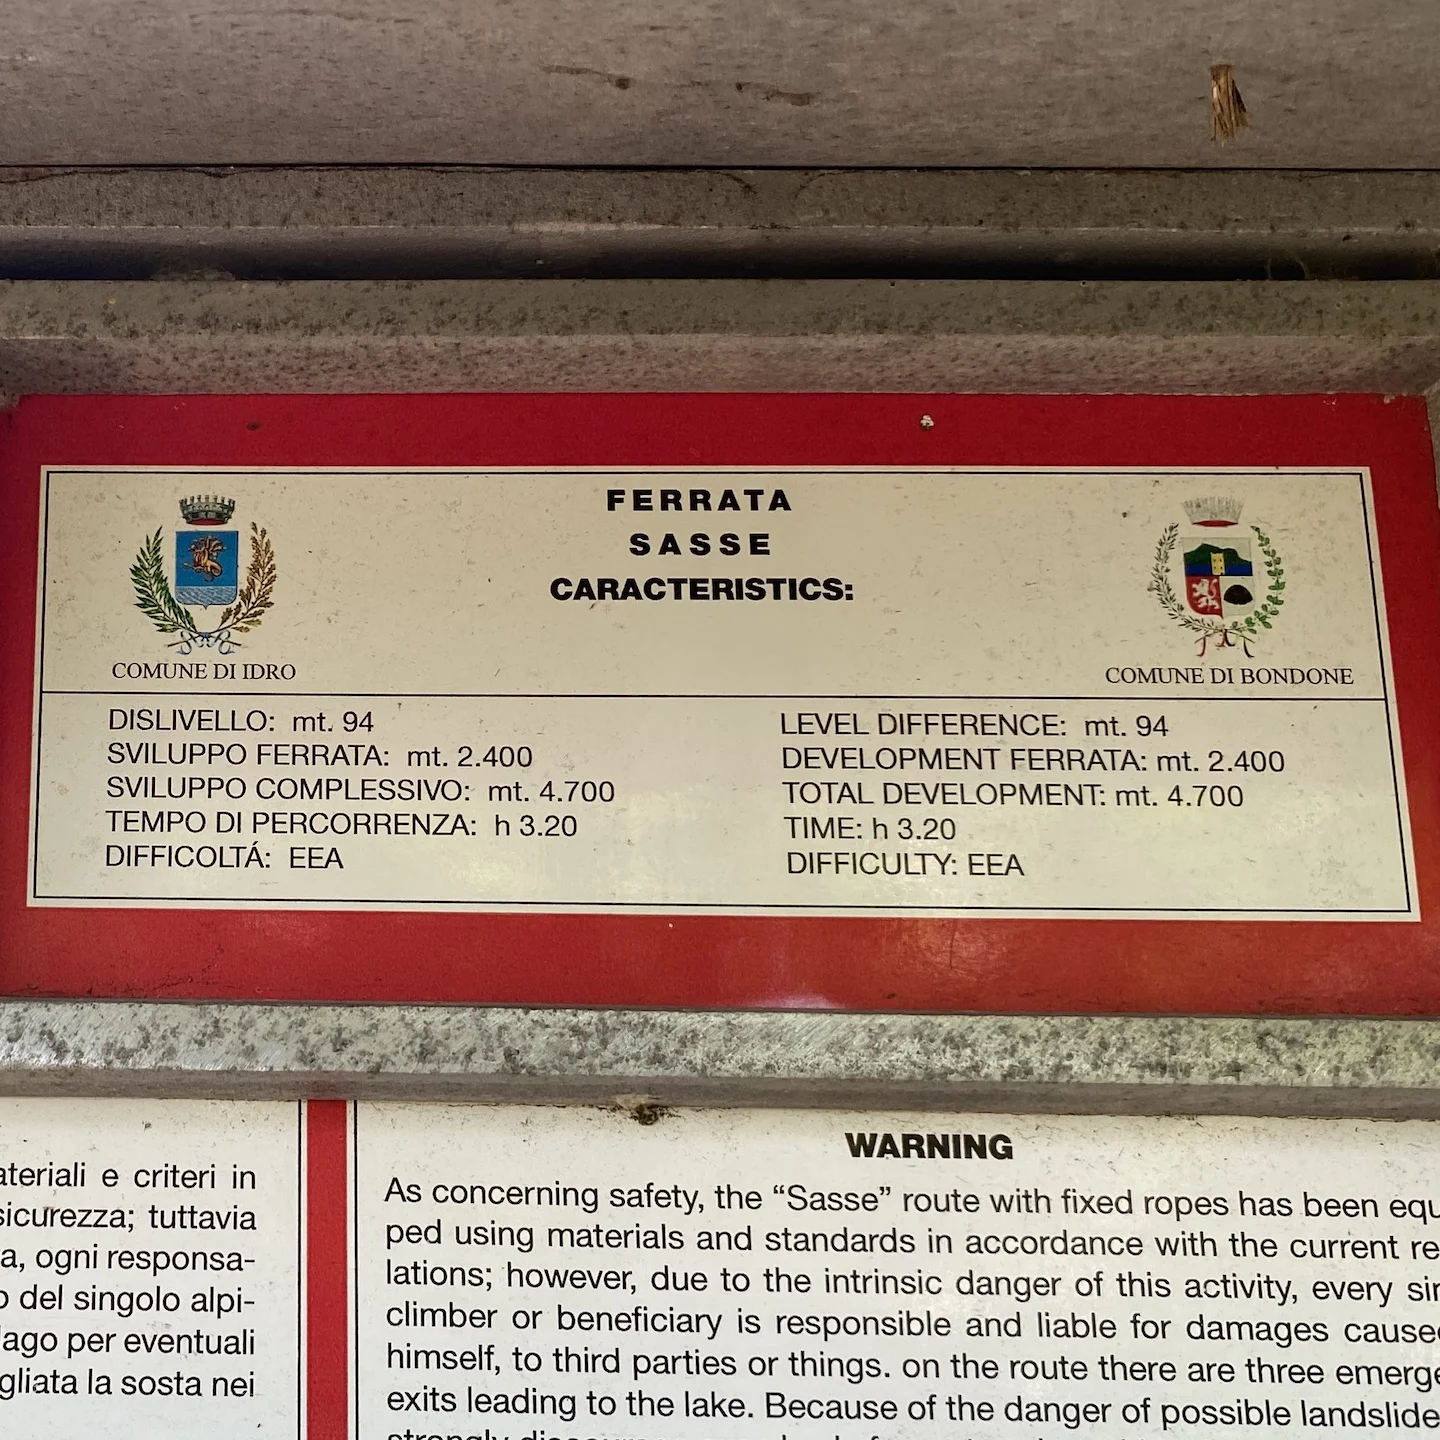 FERRATA
SASSE
CARACTERISTICS:
COMUNE DI IDRO
COMUNE DI BONDONE
DISLIVELLO: mt. 94
SVILUPPO FERRATA: mt. 2.400
SVILUPPO COMPLESSIVO: mt. 4.700
TEMPO DI PERCORRENZA: h 3.20
DIFFICOLTÁ: EEA
LEVEL DIFFERENCE: mt. 94
DEVELOPMENT FERRATA: mt. 2.400
TOTAL DEVELOPMENT: mt. 4.700
TIME: h 3.20
DIFFICULTY: EEA
ateriali e criteri in
sicurezza; tuttavia
a, ogni responsa-
o del singolo alpi-
lago per eventuali
gliata la sosta nei
WARNING
As concerning safety, the “Sasse” route with fixed ropes has been equ
ped using materials and standards in accordance with the current re
lations; however, due to the intrinsic danger of this activity, every sin
climber or beneficiary is responsible and liable for damages cause
himself, to third parties or things. on the route there are three emerge
exits leading to the lake. Because of the danger of possible landslide